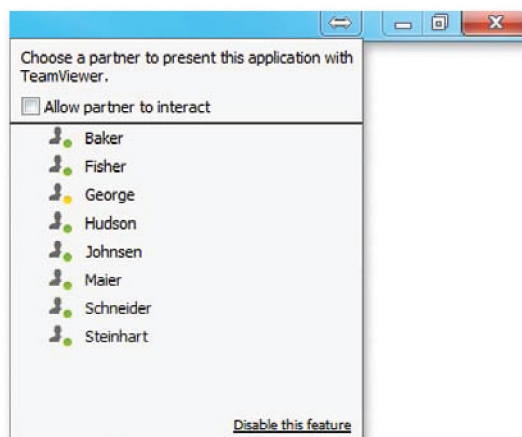 Choose a partner to present this application with
TeamViewer.
Allow partner to interact
Baker
Fisher
George
Hudson
Johnsen
Maier
Schneider
Steinhart
Disable this feature